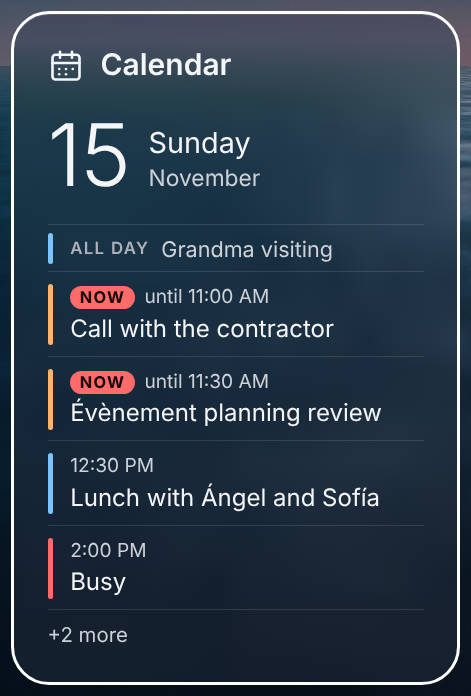 Calendar
15
Sunday
November
ALL DAY Grandma visiting
NOW until 11:00 AM
Call with the contractor
NOW until 11:30 AM
Évènement planning review
12:30 PM
Lunch with Ángel and Sofía
2:00 PM
Busy
+2 more